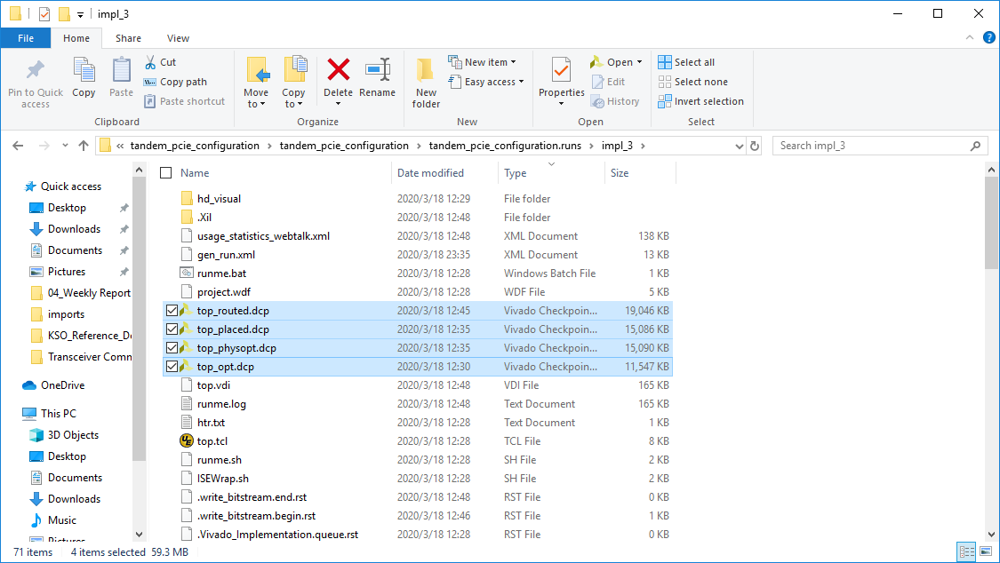 impl_3
File Home Share View
Pin to Quick access
Copy
Paste
Cut
Copy path
Paste shortcut
Clipboard
Move to
Copy to
Delete
Rename
Organize
New folder
New item
Easy access
New
Properties
Open
Edit
History
Open
Select all
Select none
Invert selection
Select
« tandem_pcie_configuration › tandem_pcie_configuration › tandem_pcie_configuration.runs › impl_3 ›
Search impl_3
Quick access
Desktop
Downloads
Documents
Pictures
04_Weekly Report
imports
KSO_Reference_De
Transceiver Comm
OneDrive
This PC
3D Objects
Desktop
Documents
Downloads
Music
Pictures
Name Date modified Type Size
hd_visual 2020/3/18 12:29 File folder
.Xil 2020/3/18 12:48 File folder
usage_statistics_webtalk.xml 2020/3/18 12:48 XML Document 138 KB
gen_run.xml 2020/3/18 23:35 XML Document 13 KB
runme.bat 2020/3/18 12:28 Windows Batch File 1 KB
project.wdf 2020/3/18 12:28 WDF File 5 KB
top_routed.dcp 2020/3/18 12:45 Vivado Checkpoin... 19,046 KB
top_placed.dcp 2020/3/18 12:35 Vivado Checkpoin... 15,086 KB
top_physopt.dcp 2020/3/18 12:35 Vivado Checkpoin... 15,090 KB
top_opt.dcp 2020/3/18 12:30 Vivado Checkpoin... 11,547 KB
top.vdi 2020/3/18 12:48 VDI File 165 KB
runme.log 2020/3/18 12:48 Text Document 165 KB
htr.txt 2020/3/18 12:28 Text Document 1 KB
top.tcl 2020/3/18 12:28 TCL File 8 KB
runme.sh 2020/3/18 12:28 SH File 2 KB
ISEWrap.sh 2020/3/18 12:28 SH File 2 KB
.write_bitstream.end.rst 2020/3/18 12:48 RST File 0 KB
.write_bitstream.begin.rst 2020/3/18 12:46 RST File 1 KB
.Vivado_Implementation.queue.rst 2020/3/18 12:28 RST File 0 KB
71 items 4 items selected 59.3 MB